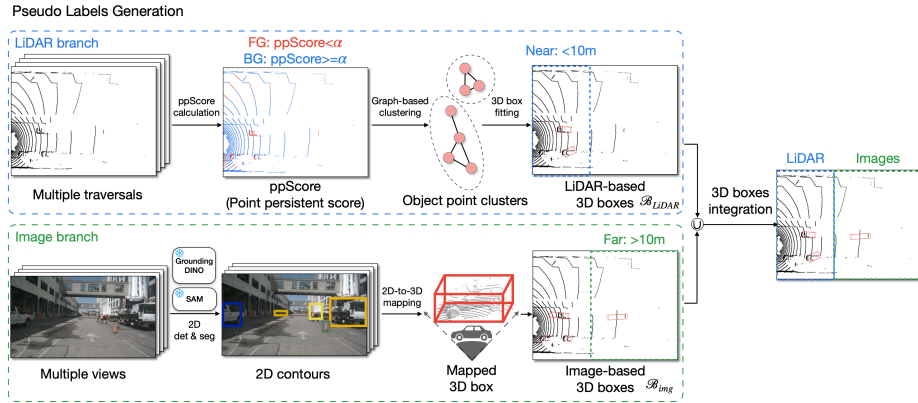 Pseudo Labels Generation
LiDAR branch
FG: ppScore<α
BG: ppScore>=α
Near: <10m
ppScore
calculation
Graph-based
clustering
3D box
fitting
Multiple traversals
ppScore
(Point persistent score)
Object point clusters
LiDAR-based
3D boxes ℬLiDAR
LiDAR Images
3D boxes
integration
U
Image branch
Far: >10m
Grounding
DINO
SAM
2D
det & seg
2D-to-3D
mapping
Multiple views
2D contours
Mapped
3D box
Image-based
3D boxes ℬimg